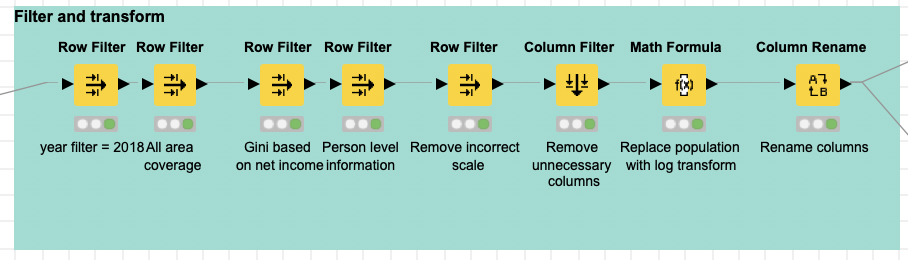 Filter and transform
Row Filter
Row Filter
Row Filter
Row Filter
Row Filter
Column Filter
Math Formula
Column Rename
f(x)
A
B
year filter = 2018
All area
coverage
Gini based
on net income
Person level
information
Remove incorrect
scale
Remove
unnecessary
columns
Replace population
with log transform
Rename columns